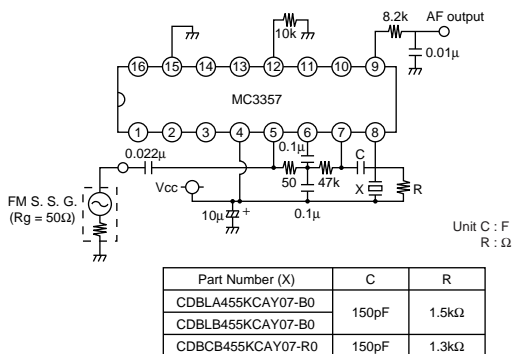 8.2k
AF output
10k
0.01μ
16 15 14 13 12 11 10 9
MC3357
1 2 3 4 5 6 7 8
0.1μ
0.022μ
C
Vcc
50
47k
X
R
FM S. S. G.
(Rg = 50Ω)
10μ
+
0.1μ
Unit C : F
R : Ω
Part Number (X) C R
CDBLA455KCAY07-B0 150pF 1.5kΩ
CDBLB455KCAY07-B0
CDBCB455KCAY07-R0 150pF 1.3kΩ